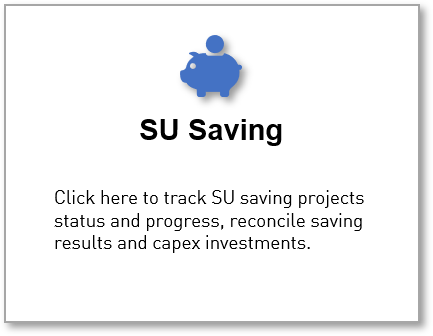 SU Saving
Click here to track SU saving projects
status and progress, reconcile saving
results and capex investments.